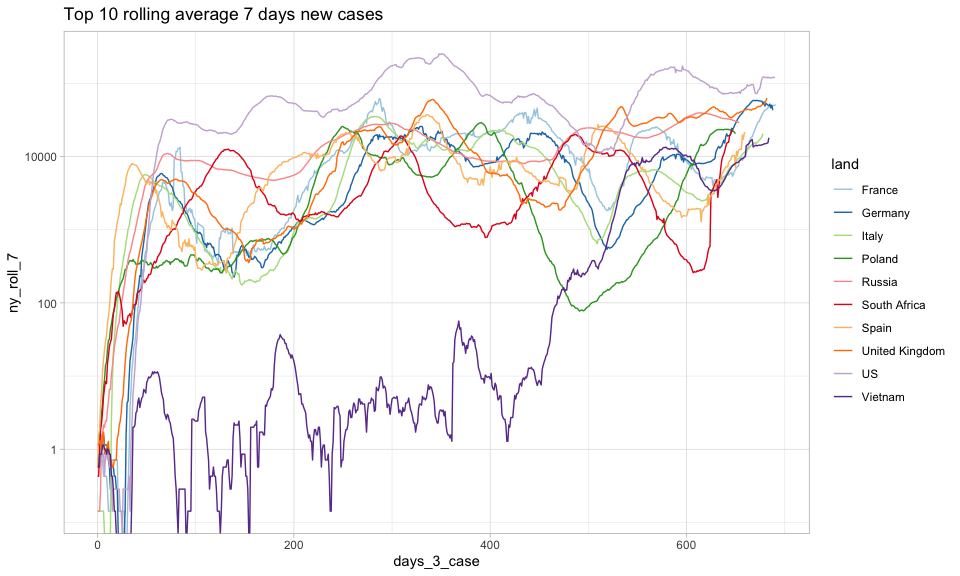 Top 10 rolling average 7 days new cases
ny_roll_7
10000
100
1
0
200
400
600
days_3_case
land
France
Germany
Italy
Poland
Russia
South Africa
Spain
United Kingdom
US
Vietnam